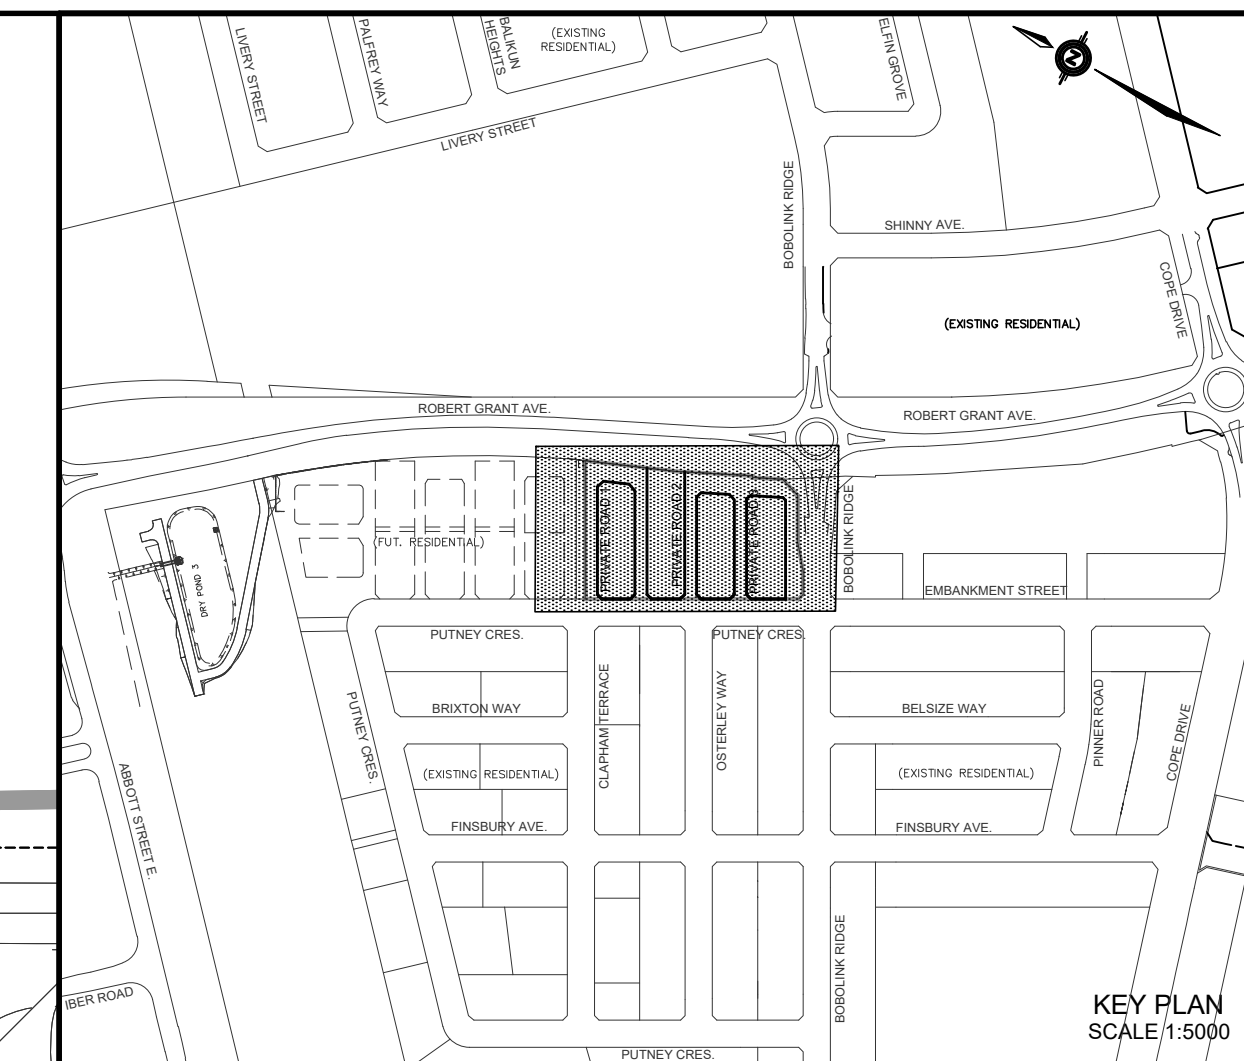 LIVERY STREET
PALFREY WAY
BALIKUN
HEIGHTS
(EXISTING
RESIDENTIAL)
ELFIN GROVE
N
LIVERY STREET
BOBOLINK RIDGE
SHINNY AVE.
COPE DRIVE
(EXISTING RESIDENTIAL)
ROBERT GRANT AVE.
ROBERT GRANT AVE.
PRIVATE ROAD 1
PRIVATE ROAD
PRIVATE ROAD
BOBOLINK RIDGE
(FUT. RESIDENTIAL)
DRY POND 3
EMBANKMENT STREET
PUTNEY CRES.
PUTNEY CRES.
PUTNEY CRES.
BRIXTON WAY
CLAPHAM TERRACE
OSTERLEY WAY
BELSIZE WAY
PINNER ROAD
COPE DRIVE
ABBOTT STREET E.
(EXISTING RESIDENTIAL)
(EXISTING RESIDENTIAL)
FINSBURY AVE.
FINSBURY AVE.
BOBOLINK RIDGE
IBER ROAD
KEY PLAN
SCALE 1:5000
PUTNEY CRES.